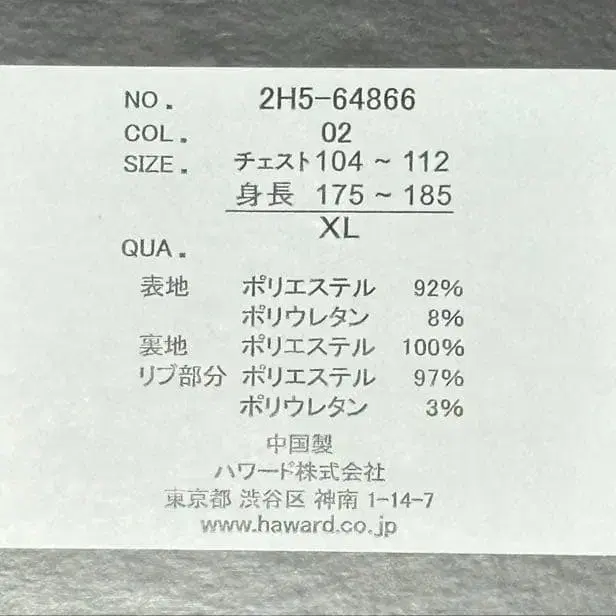 NO. 2H5-64866
COL. 02
SIZE. チェスト 104 ~ 112
身長 175 ~ 185
XL
QUA.
表地 ポリエステル 92%
ポリウレタン 8%
裏地 ポリエステル 100%
リブ部分 ポリエステル 97%
ポリウレタン 3%
中国製
ハワード株式会社
東京都 渋谷区 神南 1-14-7
www.haward.co.jp